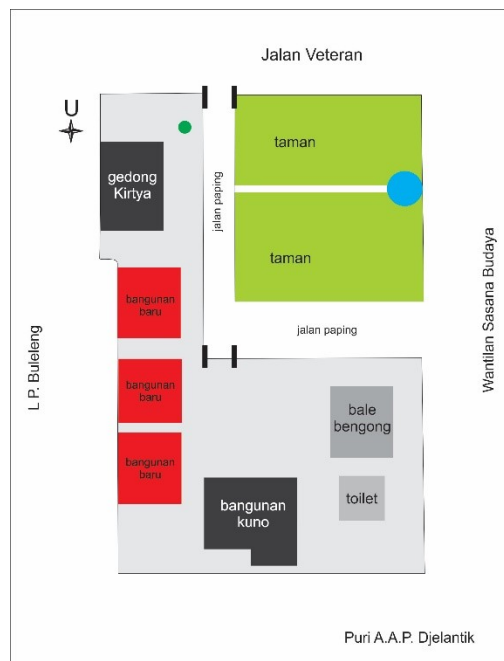 Jalan Veteran
U
taman
gedong
Kirtya
jalan paping
taman
bangunan
baru
jalan paping
Wantilan Sasana Budaya
L P. Buleleng
bangunan
baru
bale
bengong
bangunan
baru
toilet
bangunan
kuno
Puri A.A.P. Djelantik